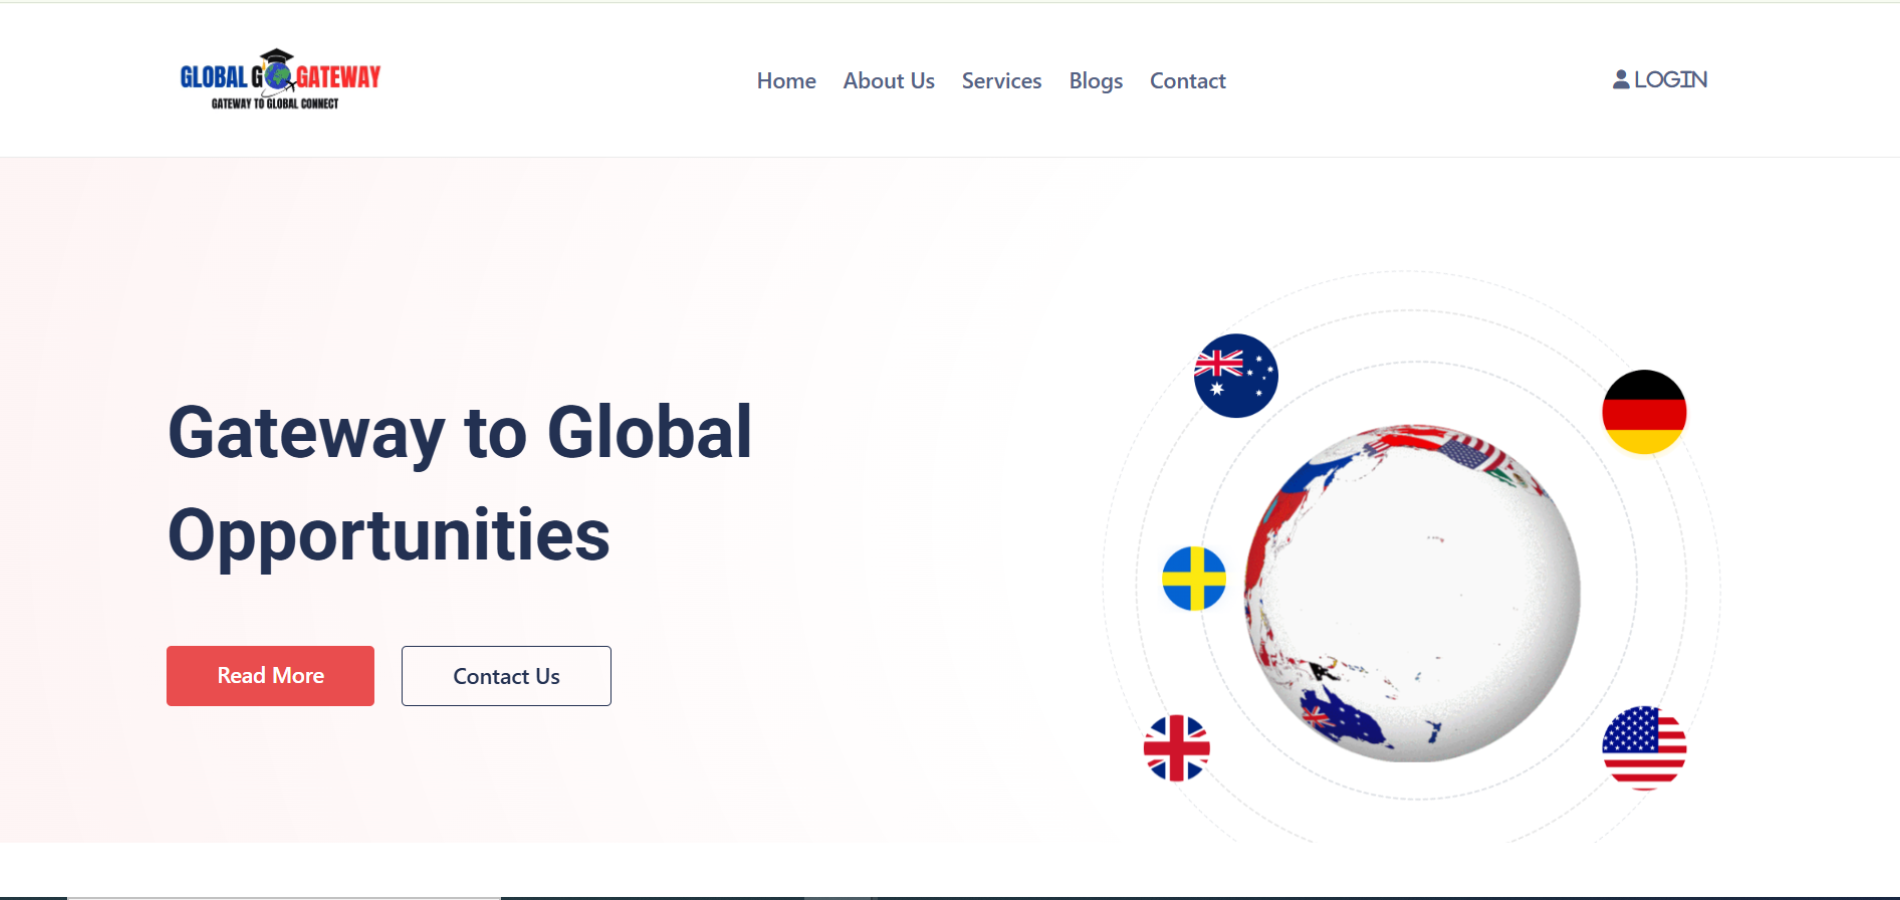 GLOBAL G GATEWAY
GATEWAY TO GLOBAL CONNECT
Home About Us Services Blogs Contact
LOGIN
Gateway to Global
Opportunities
Read More Contact Us